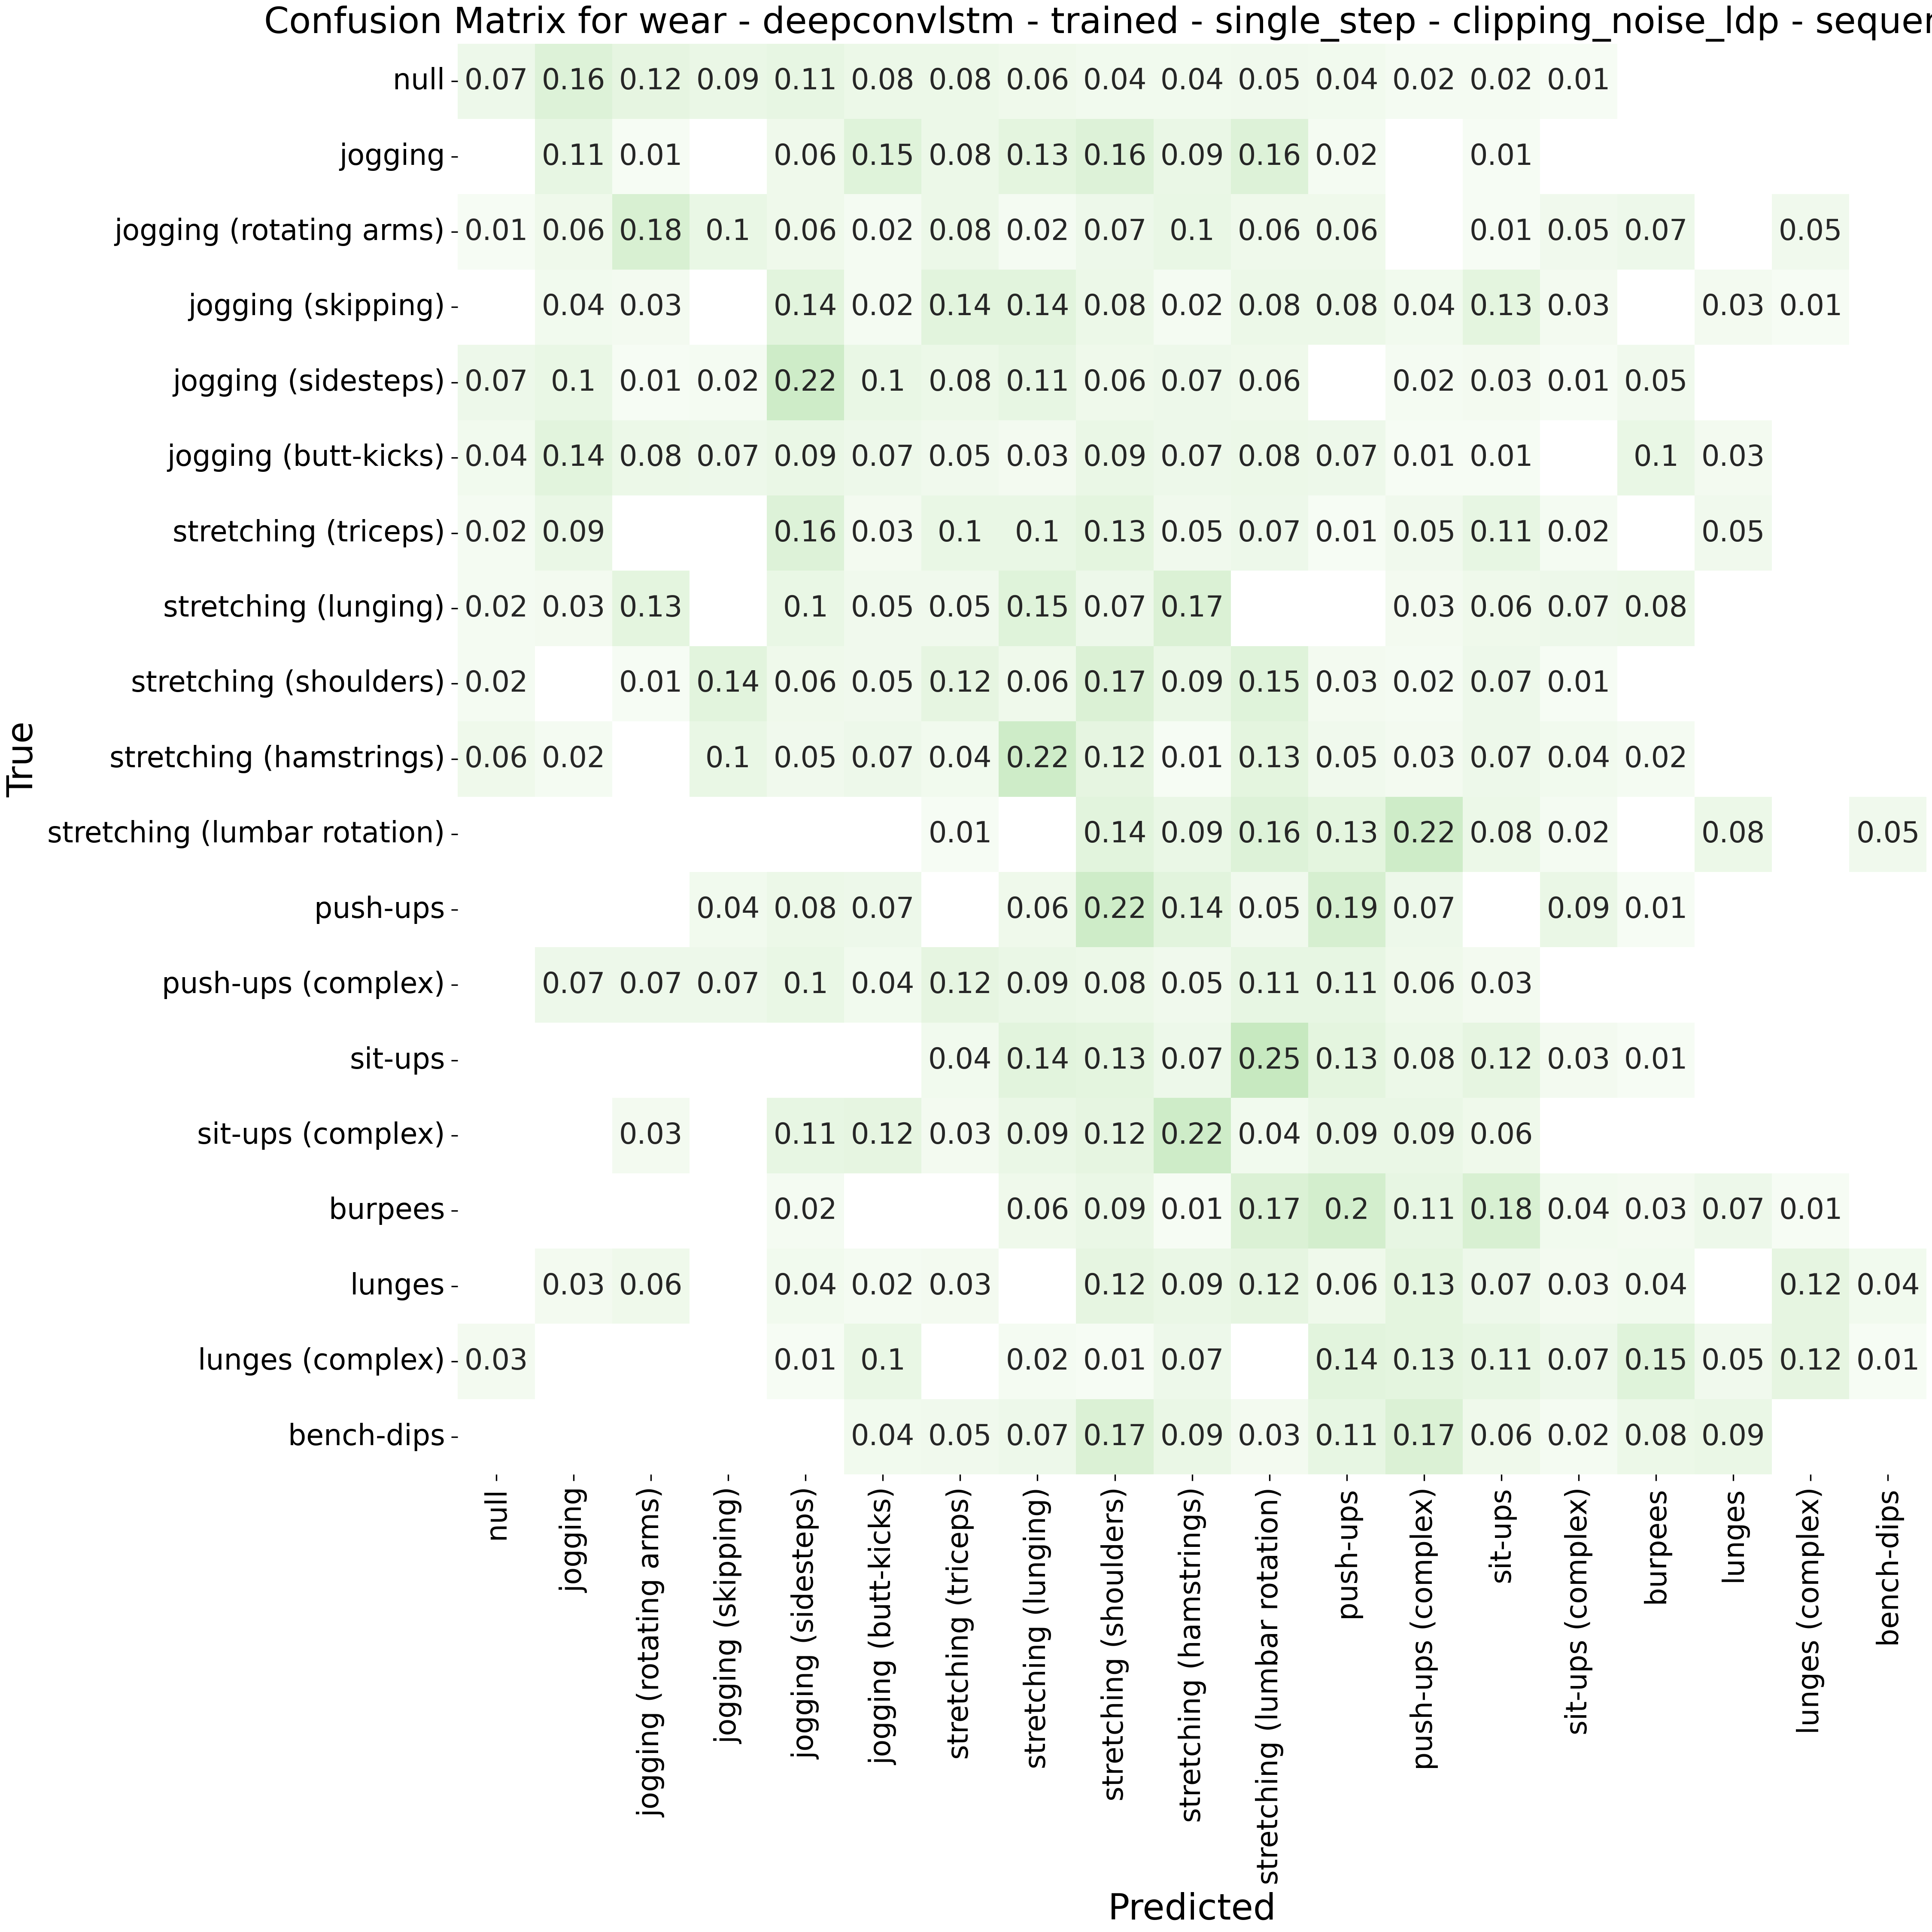 Confusion Matrix for wear - deepconvlstm - trained - single_step - clipping_noise_ldp - sequer
null 0.07 0.16 0.12 0.09 0.11 0.08 0.08 0.06 0.04 0.04 0.05 0.04 0.02 0.02 0.01
jogging 0.11 0.01 0.06 0.15 0.08 0.13 0.16 0.09 0.16 0.02 0.01
jogging (rotating arms) 0.01 0.06 0.18 0.1 0.06 0.02 0.08 0.02 0.07 0.1 0.06 0.06 0.01 0.05 0.07 0.05
jogging (skipping) 0.04 0.03 0.14 0.02 0.14 0.14 0.08 0.02 0.08 0.08 0.04 0.13 0.03 0.03 0.01
jogging (sidesteps) 0.07 0.1 0.01 0.02 0.22 0.1 0.08 0.11 0.06 0.07 0.06 0.02 0.03 0.01 0.05
jogging (butt-kicks) 0.04 0.14 0.08 0.07 0.09 0.07 0.05 0.03 0.09 0.07 0.08 0.07 0.01 0.01 0.1 0.03
stretching (triceps) 0.02 0.09 0.16 0.03 0.1 0.1 0.13 0.05 0.07 0.01 0.05 0.11 0.02 0.05
stretching (lunging) 0.02 0.03 0.13 0.1 0.05 0.05 0.15 0.07 0.17 0.03 0.06 0.07 0.08
stretching (shoulders) 0.02 0.01 0.14 0.06 0.05 0.12 0.06 0.17 0.09 0.15 0.03 0.02 0.07 0.01
stretching (hamstrings) 0.06 0.02 0.1 0.05 0.07 0.04 0.22 0.12 0.01 0.13 0.05 0.03 0.07 0.04 0.02
stretching (lumbar rotation) 0.01 0.14 0.09 0.16 0.13 0.22 0.08 0.02 0.08 0.05
push-ups 0.04 0.08 0.07 0.06 0.22 0.14 0.05 0.19 0.07 0.09 0.01
push-ups (complex) 0.07 0.07 0.07 0.1 0.04 0.12 0.09 0.08 0.05 0.11 0.11 0.06 0.03
sit-ups 0.04 0.14 0.13 0.07 0.25 0.13 0.08 0.12 0.03 0.01
sit-ups (complex) 0.03 0.11 0.12 0.03 0.09 0.12 0.22 0.04 0.09 0.09 0.06
burpees 0.02 0.06 0.09 0.01 0.17 0.2 0.11 0.18 0.04 0.03 0.07 0.01
lunges 0.03 0.06 0.04 0.02 0.03 0.12 0.09 0.12 0.06 0.13 0.07 0.03 0.04 0.12 0.04
lunges (complex) 0.03 0.01 0.1 0.02 0.01 0.07 0.14 0.13 0.11 0.07 0.15 0.05 0.12 0.01
bench-dips 0.04 0.05 0.07 0.17 0.09 0.03 0.11 0.17 0.06 0.02 0.08 0.09
True
null
jogging
jogging (rotating arms)
jogging (skipping)
jogging (sidesteps)
jogging (butt-kicks)
stretching (triceps)
stretching (lunging)
stretching (shoulders)
stretching (hamstrings)
stretching (lumbar rotation)
push-ups
push-ups (complex)
sit-ups
sit-ups (complex)
burpees
lunges
lunges (complex)
bench-dips
Predicted